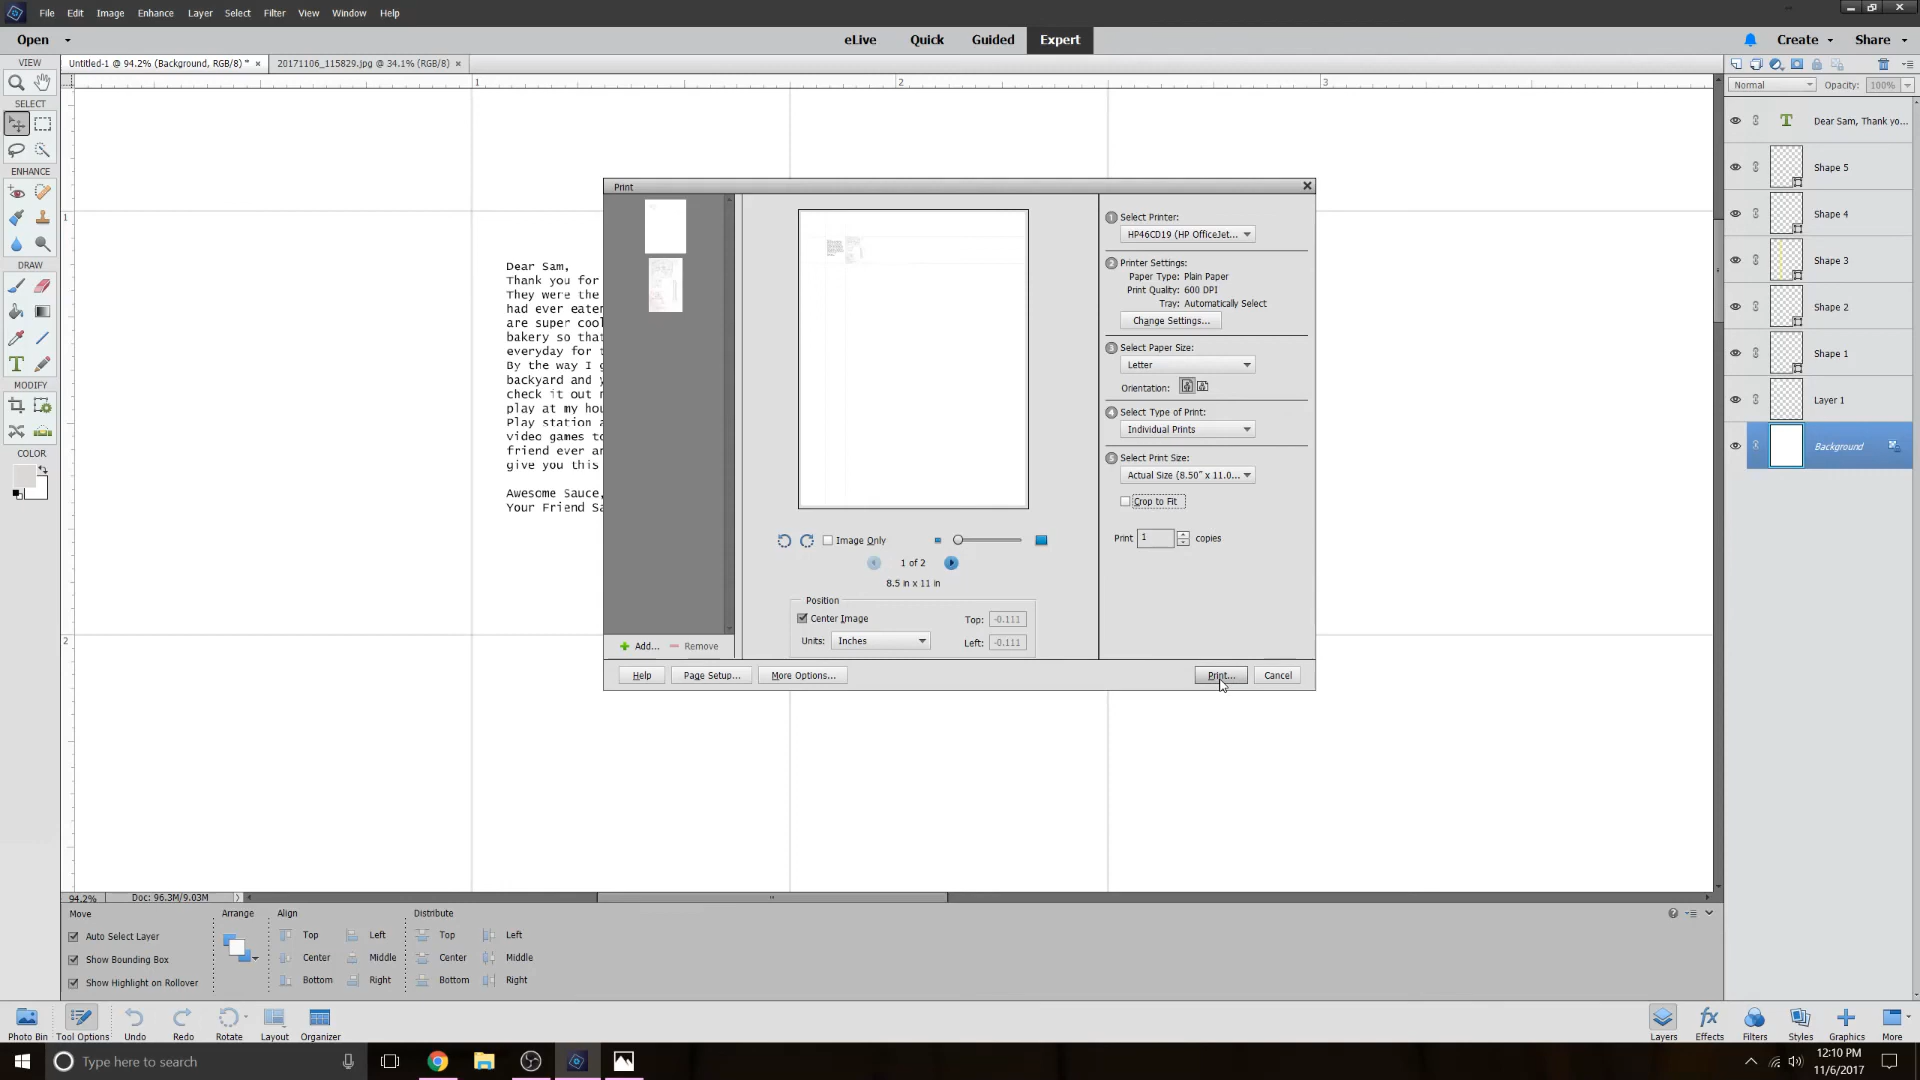 File Edit Image Enhance Layer Select Filter View Window Help
Open
eLive Quick Guided Expert
Create Share
VIEW
Untitled-1 @ 94.2% (Background, RGB/8) * ×
20171106_115829.jpg @ 34.1% (RGB/8) ×
1 2 3
SELECT
ENHANCE
DRAW
MODIFY
COLOR
1
2
Dear Sam,
Thank you for
They were the
had ever eaten
are super cool
bakery so that
everyday for t
By the way I g
backyard and y
check it out n
play at my hou
Play station a
video games to
friend ever an
give you this
Awesome Sauce,
Your Friend Sa
Print
Add... Remove
Image Only
1 of 2
8.5 in x 11 in
Position
Center Image
Top: -0.111
Units: Inches
Left: -0.111
1 Select Printer:
HP46CD19 (HP OfficeJet...
2 Printer Settings:
Paper Type: Plain Paper
Print Quality: 600 DPI
Tray: Automatically Select
Change Settings...
3 Select Paper Size:
Letter
Orientation:
4 Select Type of Print:
Individual Prints
5 Select Print Size:
Actual Size (8.50" x 11.0...
Crop to Fit
Print 1 copies
Help Page Setup... More Options... Print... Cancel
Normal Opacity: 100%
T Dear Sam, Thank yo...
Shape 5
Shape 4
Shape 3
Shape 2
Shape 1
Layer 1
Background
94.2% Doc: 96.3M/9.03M
Move Arrange Align Distribute
Auto Select Layer
Show Bounding Box
Show Highlight on Rollover
Top Left Top Left
Center Middle Center Middle
Bottom Right Bottom Right
Photo Bin Tool Options Undo Redo Rotate Layout Organizer
Layers Effects Filters Styles Graphics More
Type here to search
12:10 PM
11/6/2017